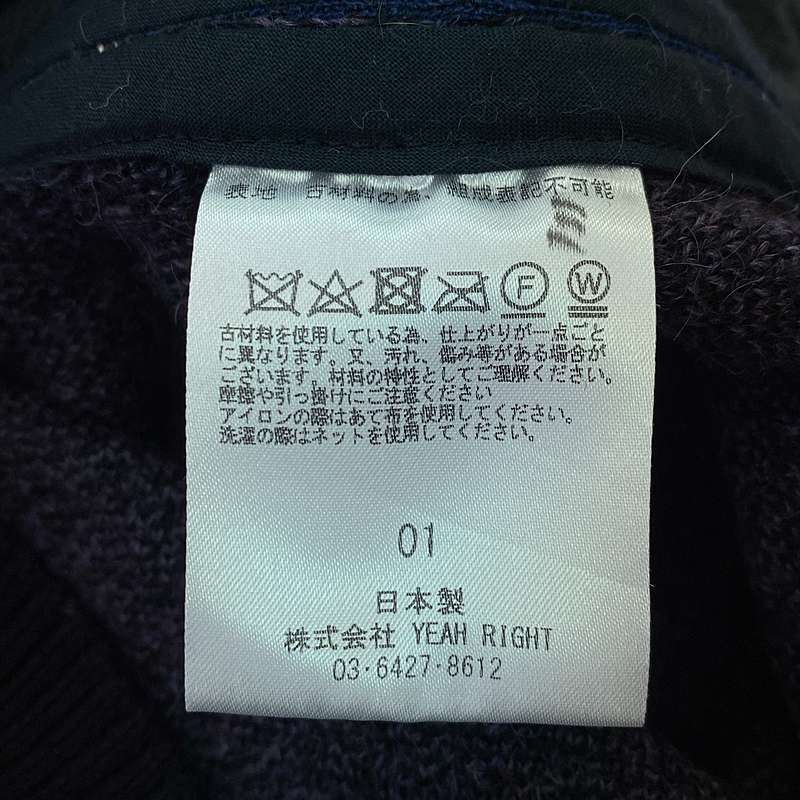 表地 古材料の為、組成表記不可能
F W
古材料を使用している為、仕上がりが一点ごと
に異なります。又、汚れ、傷み等がある場合が
ございます。材料の特性としてご理解ください。
摩擦や引っ掛けにご注意ください
アイロンの際はあて布を使用してください。
洗濯の際はネットを使用してください。
01
日本製
株式会社 YEAH RIGHT
03·6427·8612